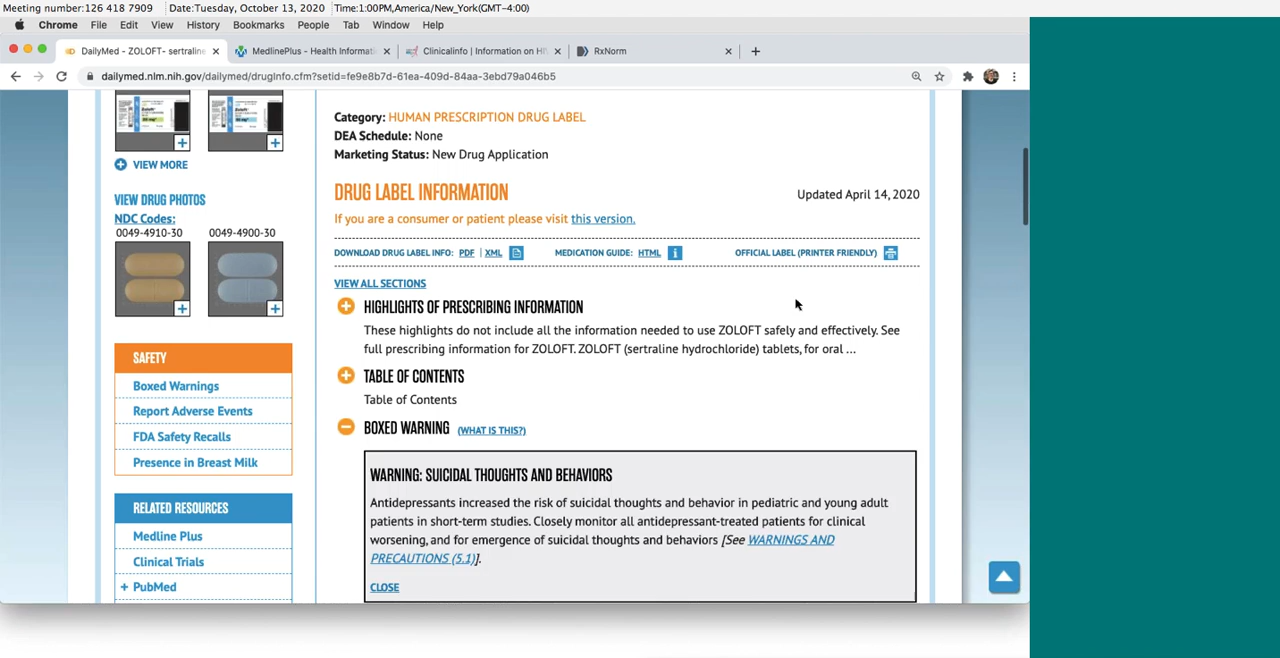 Meeting number:126 418 7909 Date:Tuesday, October 13, 2020 Time:1:00PM,America/New_York(GMT-4:00)
Chrome File Edit View History Bookmarks People Tab Window Help
DailyMed - ZOLOFT- sertraline MedlinePlus - Health Informati Clinicalinfo | Information on HI RxNorm
dailymed.nlm.nih.gov/dailymed/drugInfo.cfm?setid=fe9e8b7d-61ea-409d-84aa-3ebd79a046b5
VIEW MORE
VIEW DRUG PHOTOS
NDC Codes:
0049-4910-30 0049-4900-30
SAFETY
Boxed Warnings
Report Adverse Events
FDA Safety Recalls
Presence in Breast Milk
RELATED RESOURCES
Medline Plus
Clinical Trials
+ PubMed
Category: HUMAN PRESCRIPTION DRUG LABEL
DEA Schedule: None
Marketing Status: New Drug Application
DRUG LABEL INFORMATION Updated April 14, 2020
If you are a consumer or patient please visit this version.
DOWNLOAD DRUG LABEL INFO: PDF | XML MEDICATION GUIDE: HTML OFFICIAL LABEL (PRINTER FRIENDLY)
VIEW ALL SECTIONS
HIGHLIGHTS OF PRESCRIBING INFORMATION
These highlights do not include all the information needed to use ZOLOFT safely and effectively. See
full prescribing information for ZOLOFT. ZOLOFT (sertraline hydrochloride) tablets, for oral ...
TABLE OF CONTENTS
Table of Contents
BOXED WARNING (WHAT IS THIS?)
WARNING: SUICIDAL THOUGHTS AND BEHAVIORS
Antidepressants increased the risk of suicidal thoughts and behavior in pediatric and young adult
patients in short-term studies. Closely monitor all antidepressant-treated patients for clinical
worsening, and for emergence of suicidal thoughts and behaviors [See WARNINGS AND
PRECAUTIONS (5.1)].
CLOSE